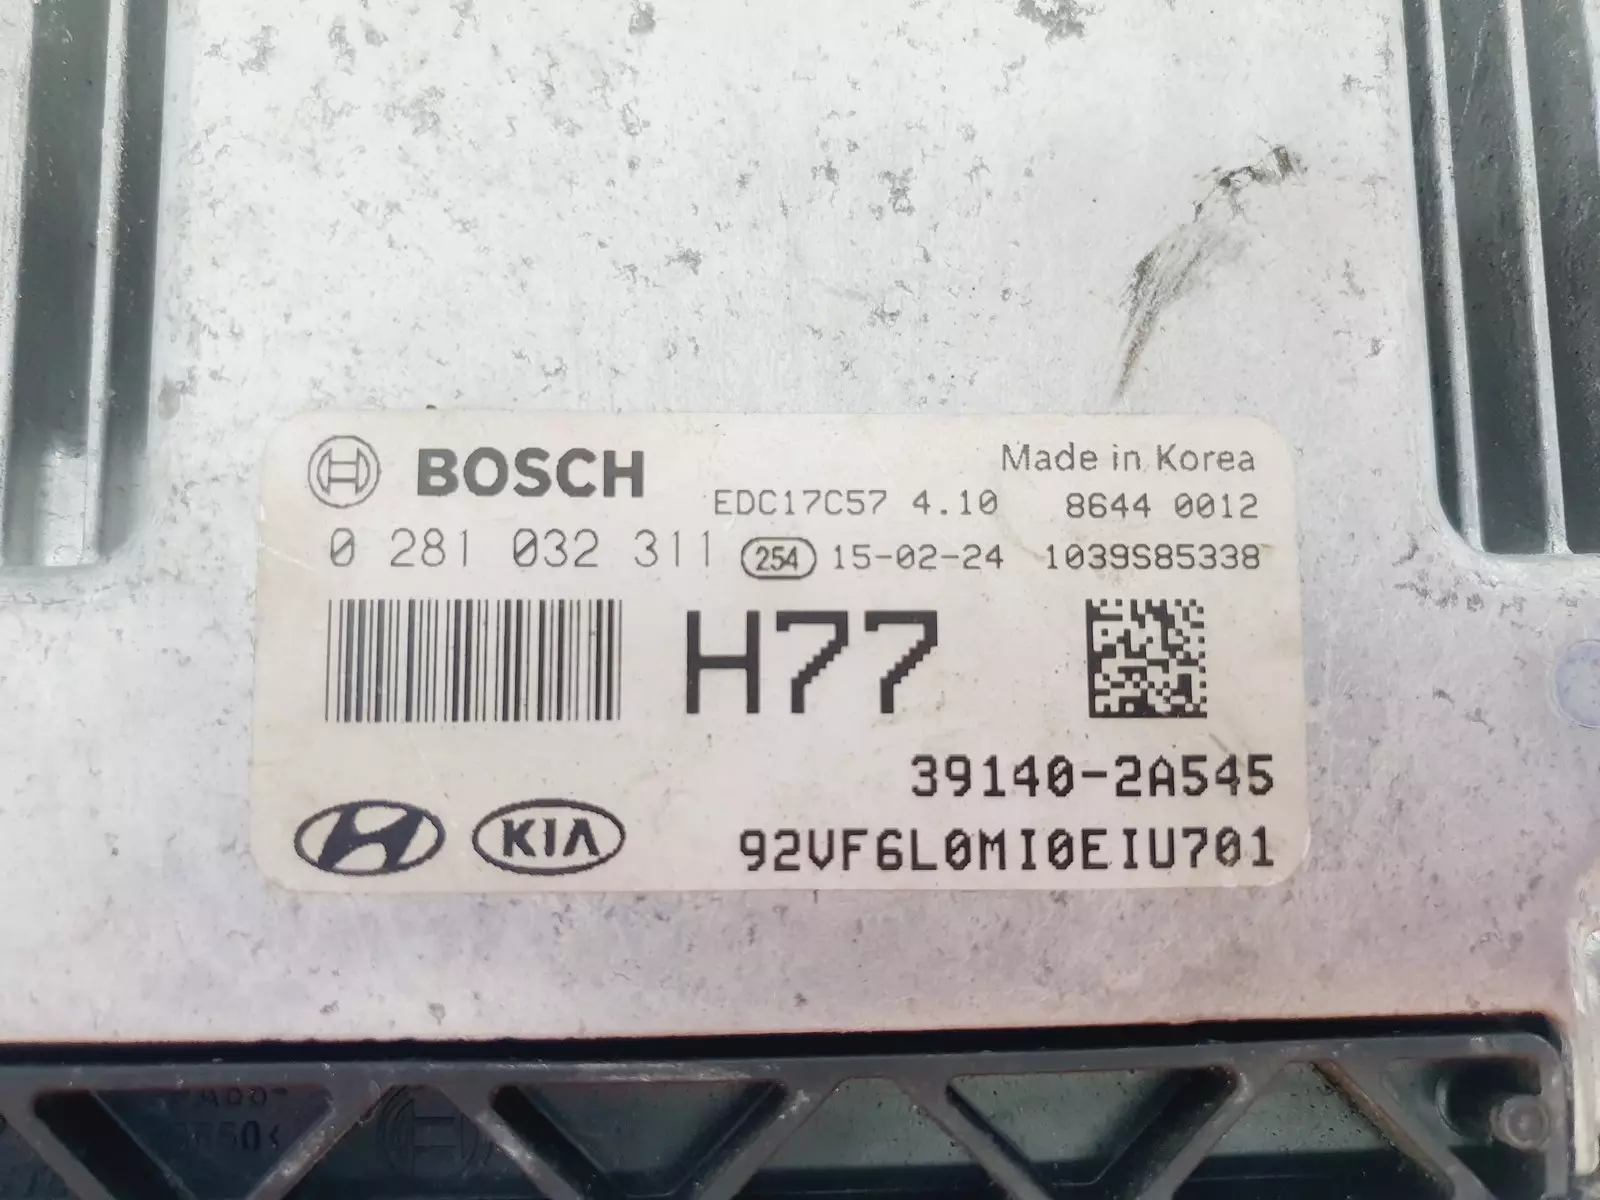 BOSCH
Made in Korea
EDC17C57 4.10 8644 0012
0 281 032 311 254 15-02-24 1039S85338
H77
39140-2A545
KIA
92VF6L0MI0EIU701